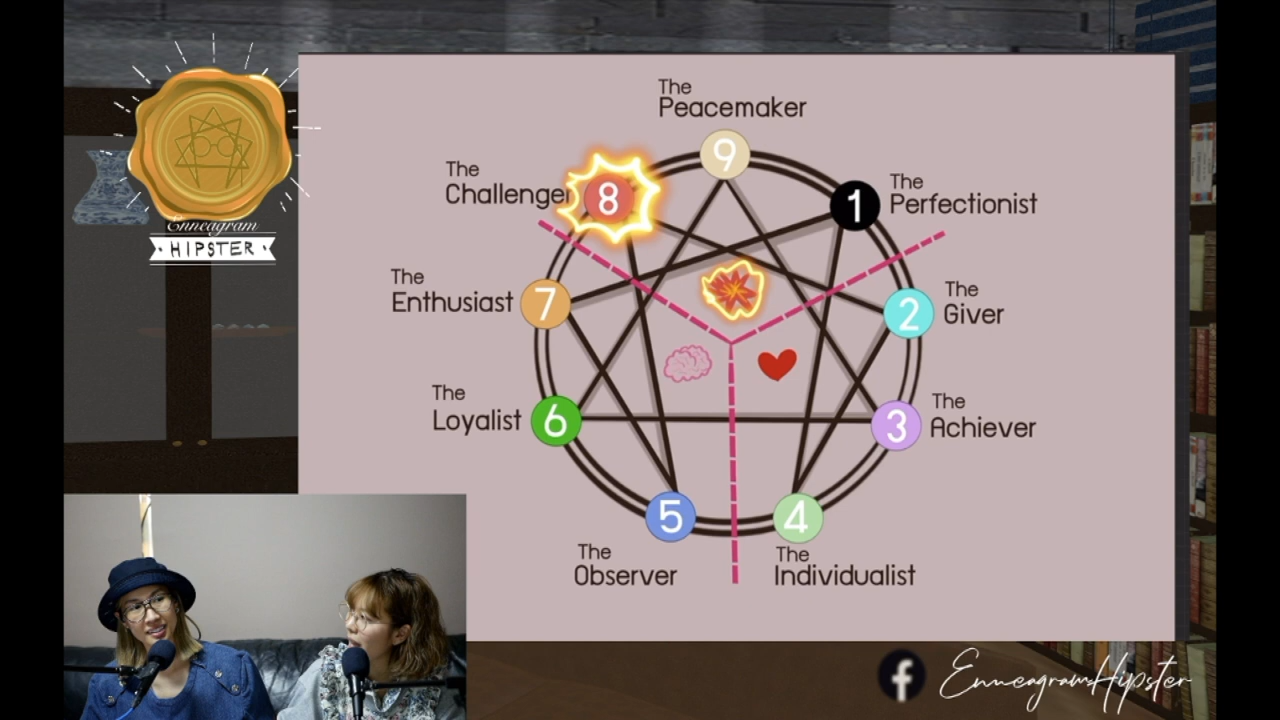 The
Peacemaker
9
The
Challenger
8
1
The
Perfectionist
The
Enthusiast
7
2
The
Giver
The
Loyalist
6
3
The
Achiever
5
4
The
Observer
The
Individualist
Enneagram
HIPSTER
f
EnneagramHipster